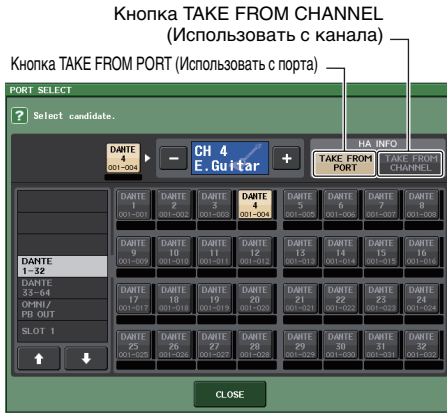 Кнопка TAKE FROM CHANNEL
(Использовать с канала)
Кнопка TAKE FROM PORT (Использовать с порта)
PORT SELECT
? Select candidate.
HA INFO
DANTE 4 001-004
−
CH 4
E.Guitar
+
TAKE FROM PORT
TAKE FROM CHANNEL
DANTE 1 001-001
DANTE 2 001-002
DANTE 3 001-003
DANTE 4 001-004
DANTE 5 001-005
DANTE 6 001-006
DANTE 7 001-007
DANTE 8 001-008
DANTE 9 001-009
DANTE 10 001-010
DANTE 11 001-011
DANTE 12 001-012
DANTE 13 001-013
DANTE 14 001-014
DANTE 15 001-015
DANTE 16 001-016
DANTE 17 001-017
DANTE 18 001-018
DANTE 19 001-019
DANTE 20 001-020
DANTE 21 001-021
DANTE 22 001-022
DANTE 23 001-023
DANTE 24 001-024
DANTE 25 001-025
DANTE 26 001-026
DANTE 27 001-027
DANTE 28 001-028
DANTE 29 001-029
DANTE 30 001-030
DANTE 31 001-031
DANTE 32 001-032
DANTE
1-32
DANTE
33-64
OMNI/
PB OUT
SLOT 1
CLOSE